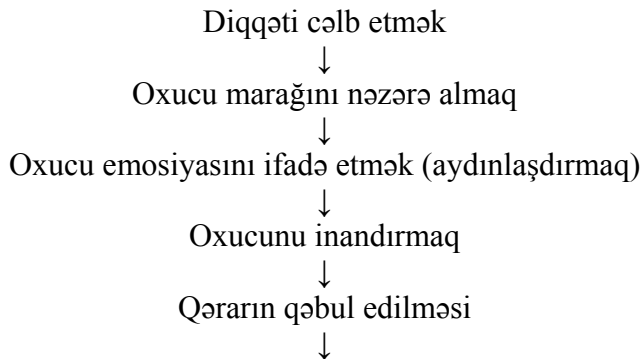 Diqqəti cəlb etmək
↓
Oxucu marağını nəzərə almaq
↓
Oxucu emosiyasını ifadə etmək (aydınlaşdırmaq)
↓
Oxucunu inandırmaq
↓
Qərarın qəbul edilməsi
↓